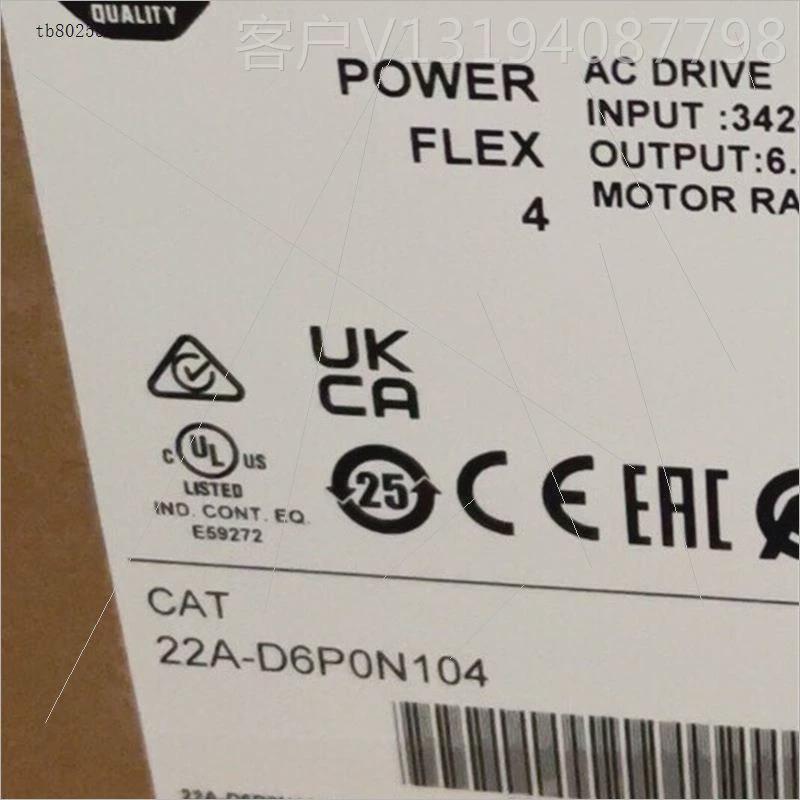 QUALITY
客户V13194087798
POWER
FLEX
4
AC DRIVE
INPUT :342
OUTPUT:6.
MOTOR RA
UK
CA
C UL US
LISTED
IND. CONT. EQ.
E59272
25
CE
EAC
CAT
22A-D6P0N104